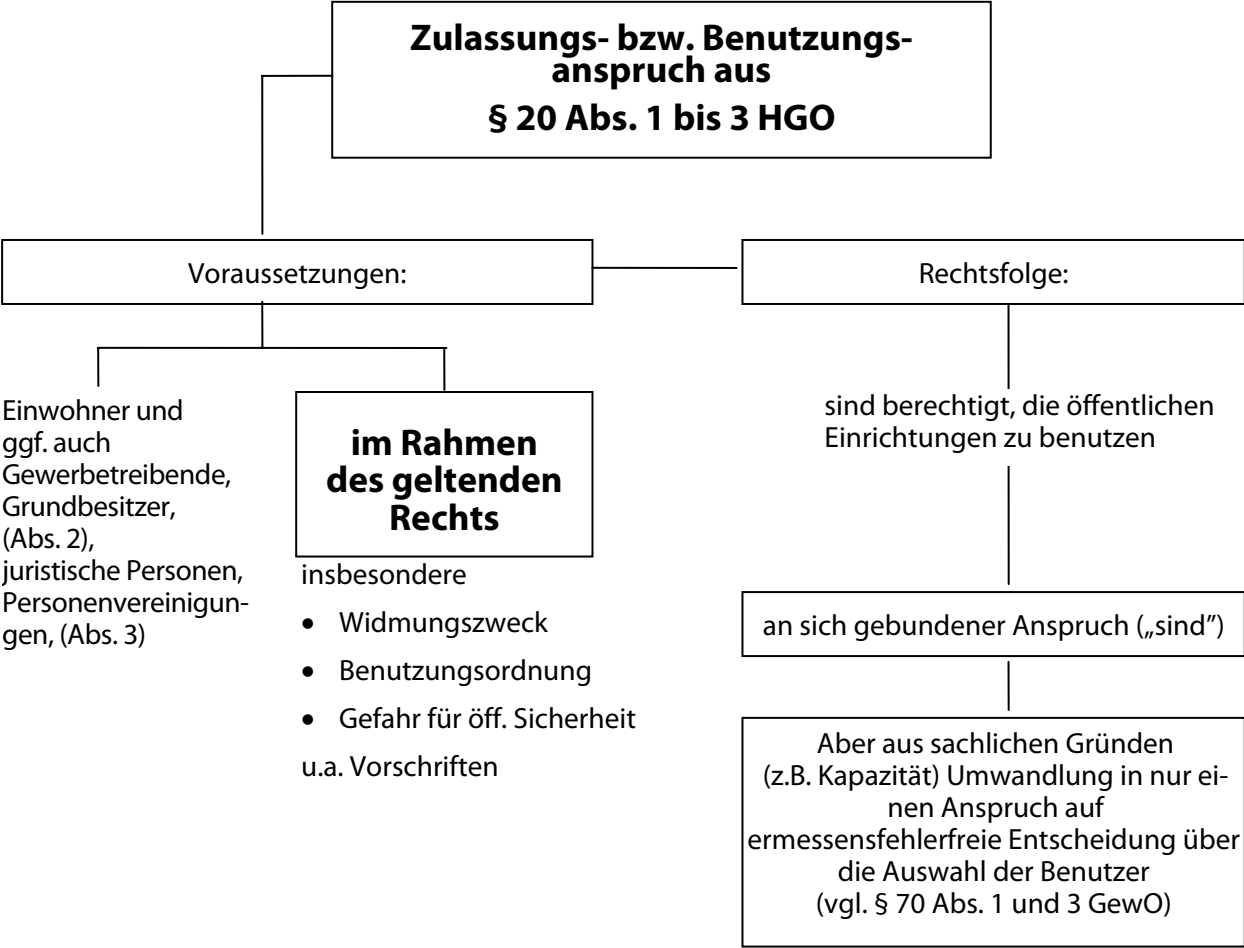 Zulassungs- bzw. Benutzungs-
anspruch aus
§ 20 Abs. 1 bis 3 HGO
Voraussetzungen:
Rechtsfolge:
Einwohner und
ggf. auch
Gewerbetreibende,
Grundbesitzer,
(Abs. 2),
juristische Personen,
Personenvereinigun-
gen, (Abs. 3)
im Rahmen
des geltenden
Rechts
insbesondere
• Widmungszweck
• Benutzungsordnung
• Gefahr für öff. Sicherheit
u.a. Vorschriften
sind berechtigt, die öffentlichen
Einrichtungen zu benutzen
an sich gebundener Anspruch („sind”)
Aber aus sachlichen Gründen
(z.B. Kapazität) Umwandlung in nur ei-
nen Anspruch auf
ermessensfehlerfreie Entscheidung über
die Auswahl der Benutzer
(vgl. § 70 Abs. 1 und 3 GewO)